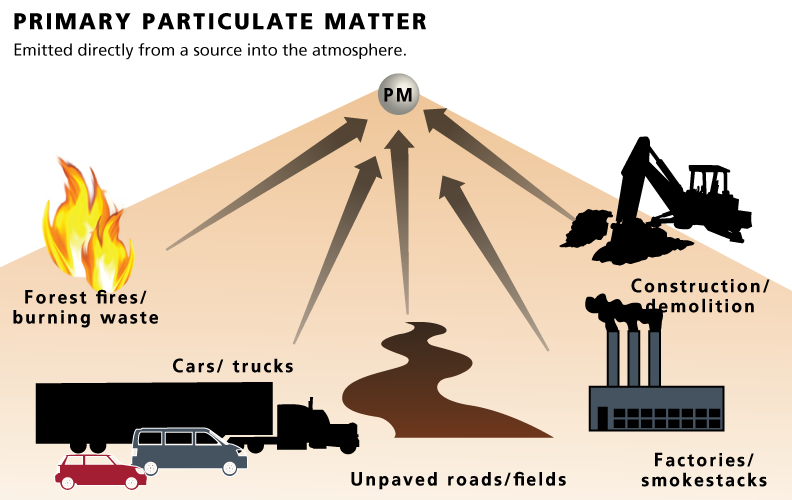 PRIMARY PARTICULATE MATTER
Emitted directly from a source into the atmosphere.
PM
Forest fires/
burning waste
Construction/
demolition
Cars/ trucks
Unpaved roads/fields
Factories/
smokestacks